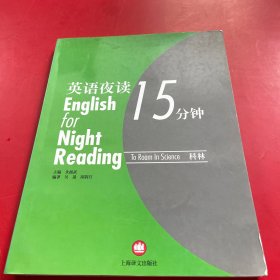 英语夜读
15分钟
English
for
Night
Reading
To Roam in Science 科林
上海译文出版社